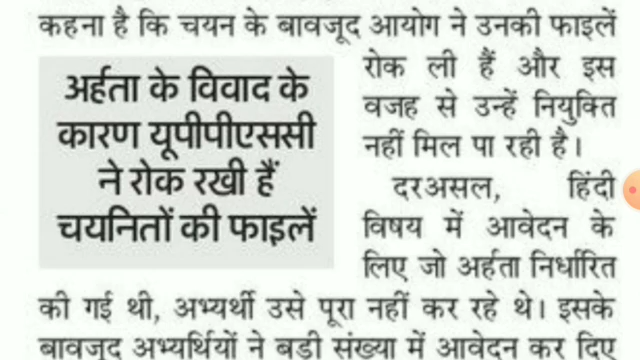 कहना है कि चयन के बावजूद आयोग ने उनकी फाइलें
रोक ली हैं और इस
वजह से उन्हें नियुक्ति
नहीं मिल पा रही है।
अर्हता के विवाद के
कारण यूपीपीएससी
ने रोक रखी हैं
चयनितों की फाइलें
दरअसल, हिंदी
विषय में आवेदन के
लिए जो अर्हता निर्धारित
की गई थी, अभ्यर्थी उसे पूरा नहीं कर रहे थे। इसके
बावजूद अभ्यर्थियों ने बड़ी संख्या में आवेदन कर दिए